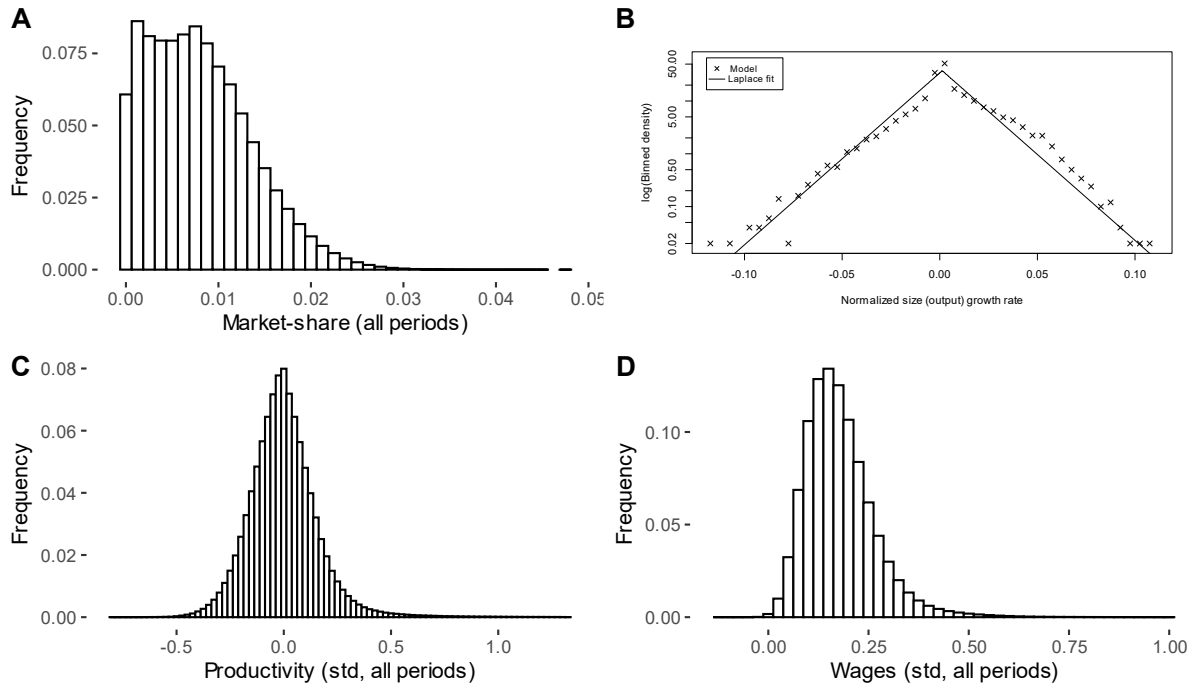 A
Frequency
0.075
0.050
0.025
0.000
0.00 0.01 0.02 0.03 0.04 0.05
Market-share (all periods)
B
log(Binned density)
50.00
5.00
0.50
0.10
0.02
Model
Laplace fit
-0.10 -0.05 0.00 0.05 0.10
Normalized size (output) growth rate
C
Frequency
0.08
0.06
0.04
0.02
0.00
-0.5 0.0 0.5 1.0
Productivity (std, all periods)
D
Frequency
0.10
0.05
0.00
0.00 0.25 0.50 0.75 1.00
Wages (std, all periods)